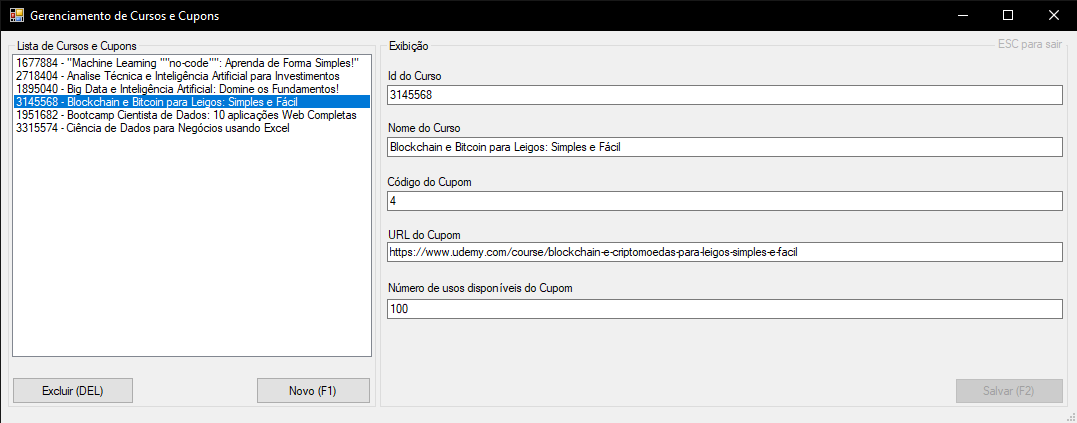 Gerenciamento de Cursos e Cupons
Lista de Cursos e Cupons
1677884 - "Machine Learning ""no-code"": Aprenda de Forma Simples!"
2718404 - Analise Técnica e Inteligência Artificial para Investimentos
1895040 - Big Data e Inteligência Artificial: Domine os Fundamentos!
3145568 - Blockchain e Bitcoin para Leigos: Simples e Fácil
1951682 - Bootcamp Cientista de Dados: 10 aplicações Web Completas
3315574 - Ciência de Dados para Negócios usando Excel
Excluir (DEL)
Novo (F1)
Exibição
ESC para sair
Id do Curso
3145568
Nome do Curso
Blockchain e Bitcoin para Leigos: Simples e Fácil
Código do Cupom
4
URL do Cupom
https://www.udemy.com/course/blockchain-e-criptomoedas-para-leigos-simples-e-facil
Número de usos disponíveis do Cupom
100
Salvar (F2)